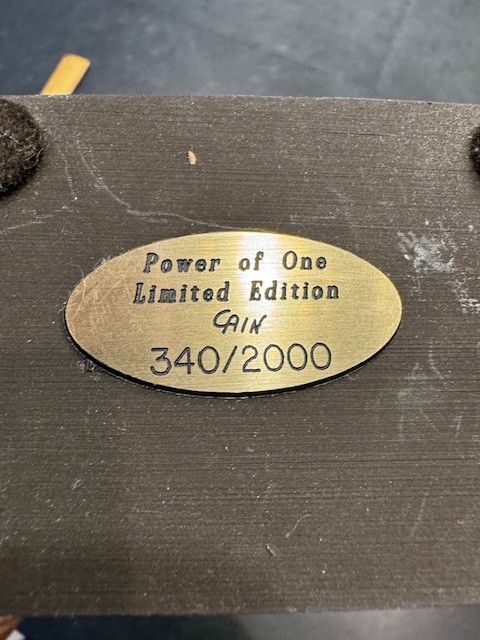 Power of One
Limited Edition
CAIN
340/2000